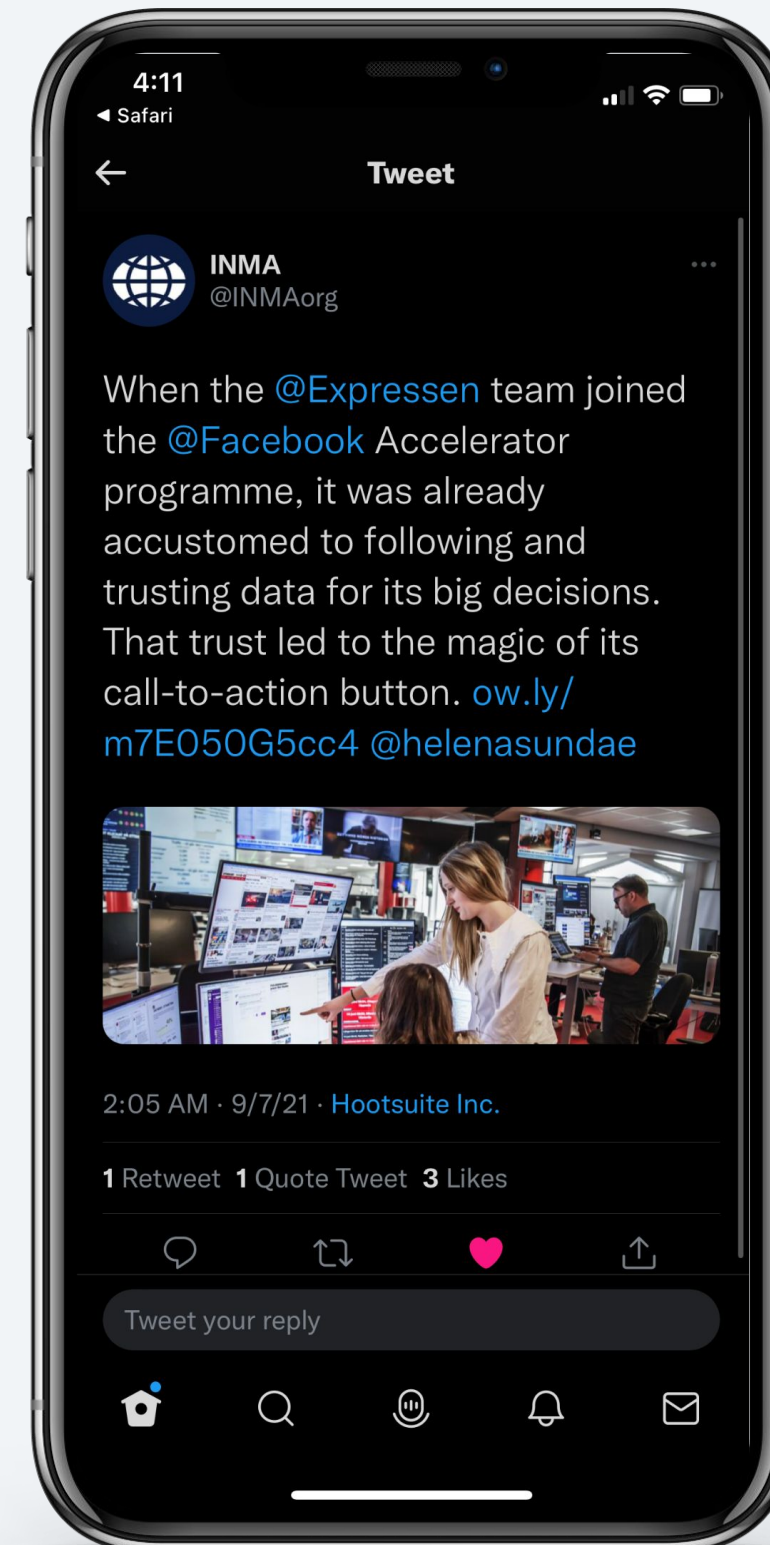 4:11
◀ Safari
Tweet
INMA
@INMAorg
When the @Expressen team joined
the @Facebook Accelerator
programme, it was already
accustomed to following and
trusting data for its big decisions.
That trust led to the magic of its
call-to-action button. ow.ly/
m7E050G5cc4 @helenasundae
2:05 AM · 9/7/21 · Hootsuite Inc.
1 Retweet 1 Quote Tweet 3 Likes
Tweet your reply